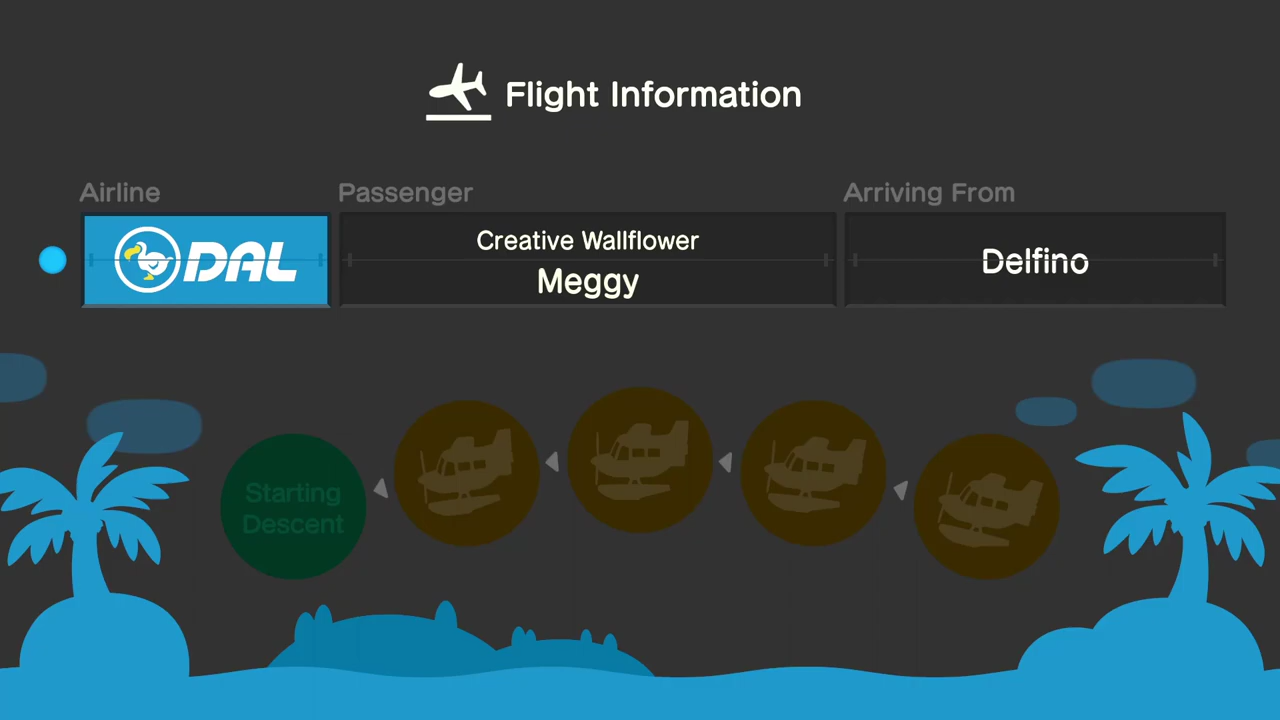 Flight Information
Airline
Passenger
Arriving From
DAL
Creative Wallflower
Meggy
Delfino
Starting
Descent